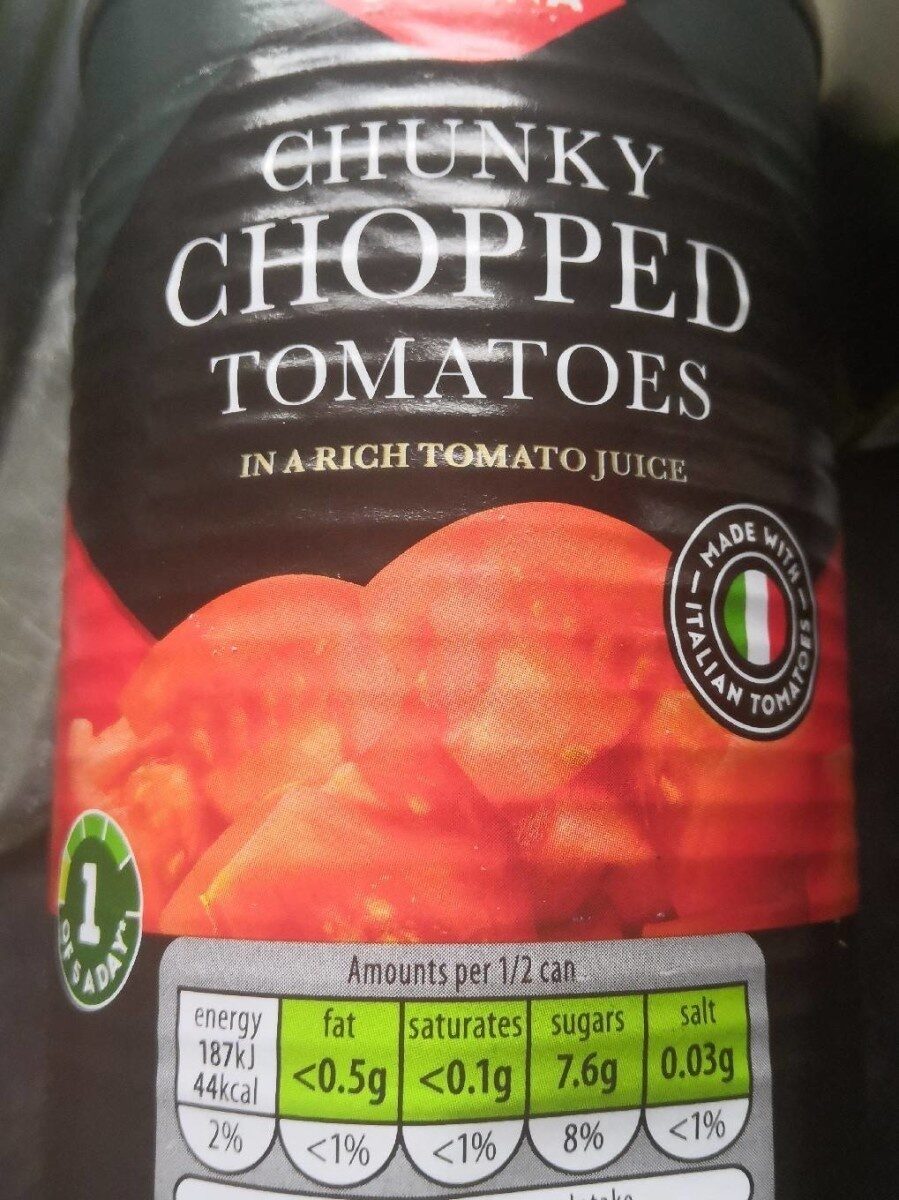 CHUNKY
CHOPPED
TOMATOES
IN A RICH TOMATO JUICE
MADE WITH
ITALIAN TOMATOES
1
OF 5 A DAY*
Amounts per 1/2 can
energy fat saturates sugars salt
187kJ
44kcal <0.5g <0.1g 7.6g 0.03g
2% <1% <1% 8% <1%